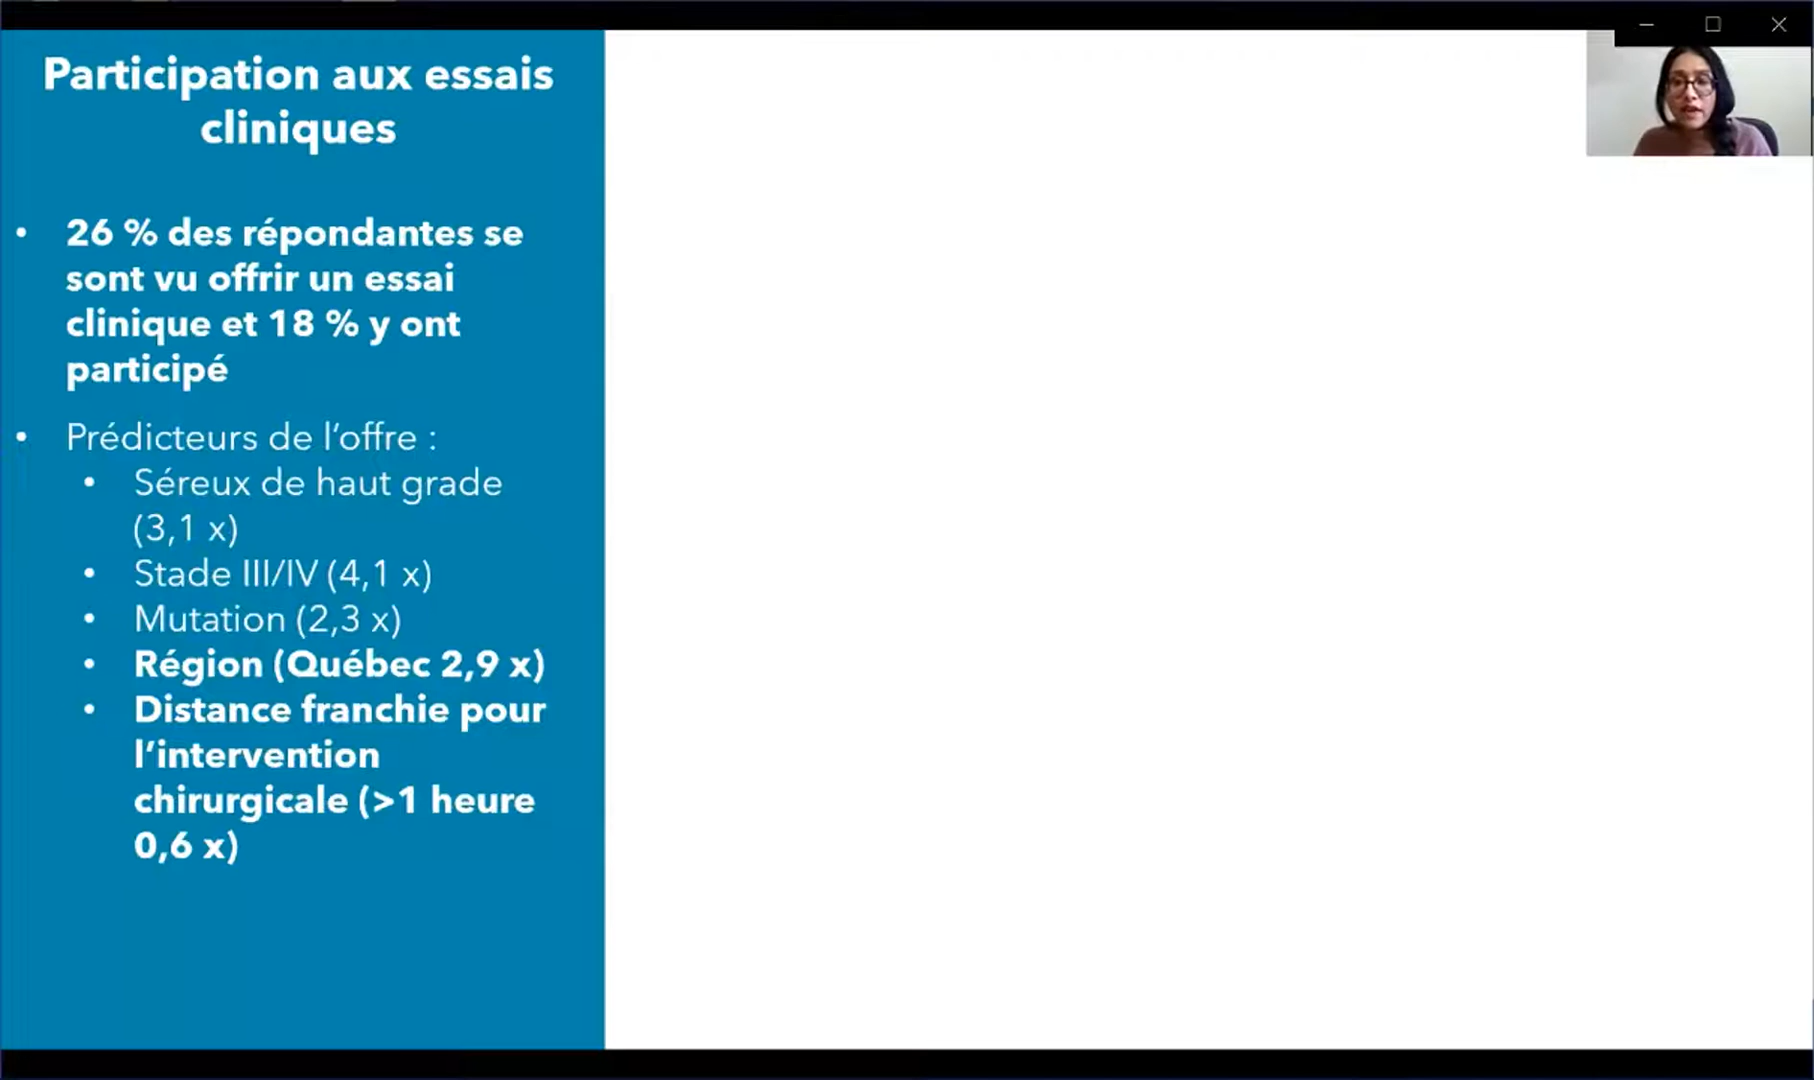 Participation aux essais
cliniques
• 26 % des répondantes se
sont vu offrir un essai
clinique et 18 % y ont
participé
• Prédicteurs de l’offre :
• Séreux de haut grade
(3,1 x)
• Stade III/IV (4,1 x)
• Mutation (2,3 x)
• Région (Québec 2,9 x)
• Distance franchie pour
l’intervention
chirurgicale (>1 heure
0,6 x)